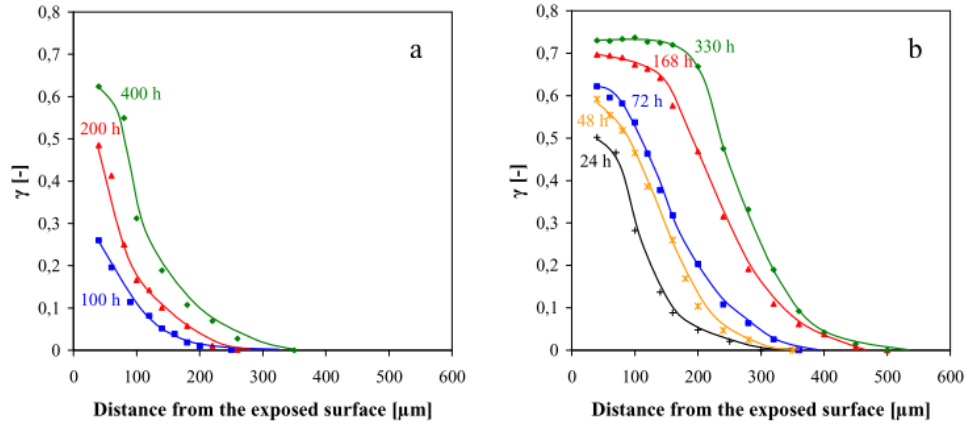 a
0,8
0,7
0,6
0,5
0,4
0,3
0,2
0,1
0
γ [-]
400 h
200 h
100 h
0 100 200 300 400 500 600
Distance from the exposed surface [µm]
b
0,8
0,7
0,6
0,5
0,4
0,3
0,2
0,1
0
γ [-]
330 h
168 h
72 h
48 h
24 h
0 100 200 300 400 500 600
Distance from the exposed surface [µm]